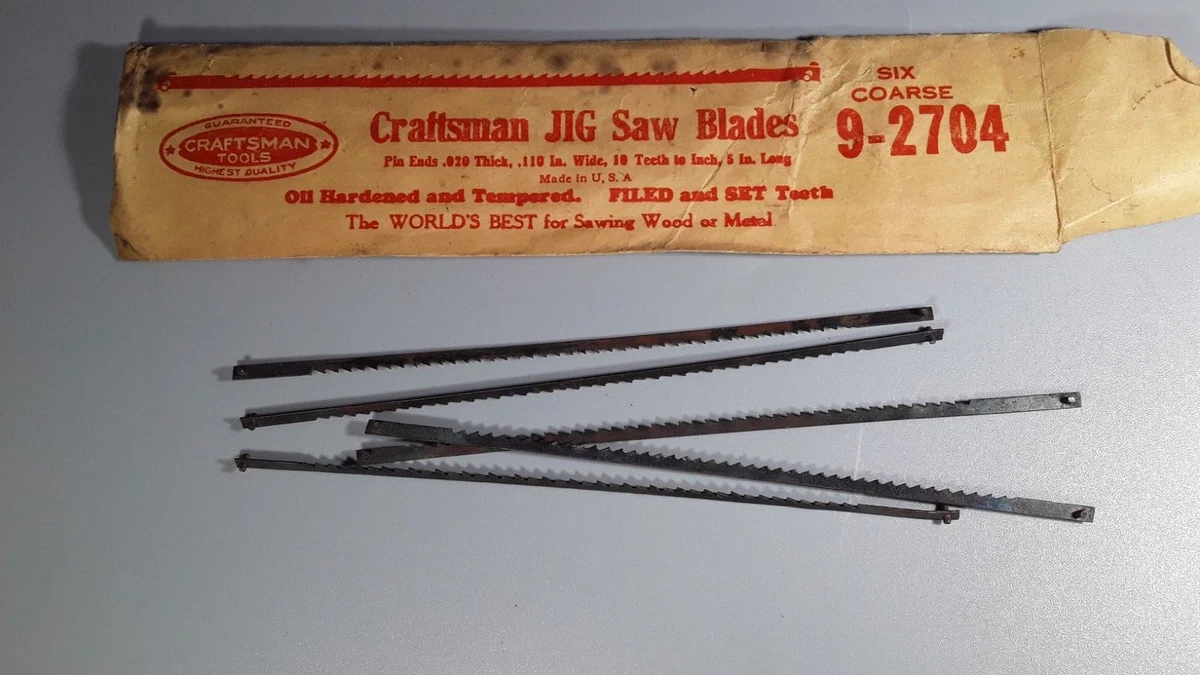 SIX
COARSE
9-2704
GUARANTEED
CRAFTSMAN
TOOLS
HIGHEST QUALITY
Craftsman JIG Saw Blades
Pin Ends .020 Thick, .110 In. Wide, 10 Teeth to Inch, 5 in. Long
Made in U, S. A
Oil Hardened and Tempered. FILED and SET Teeth
The WORLD'S BEST for Sawing Wood or Metal